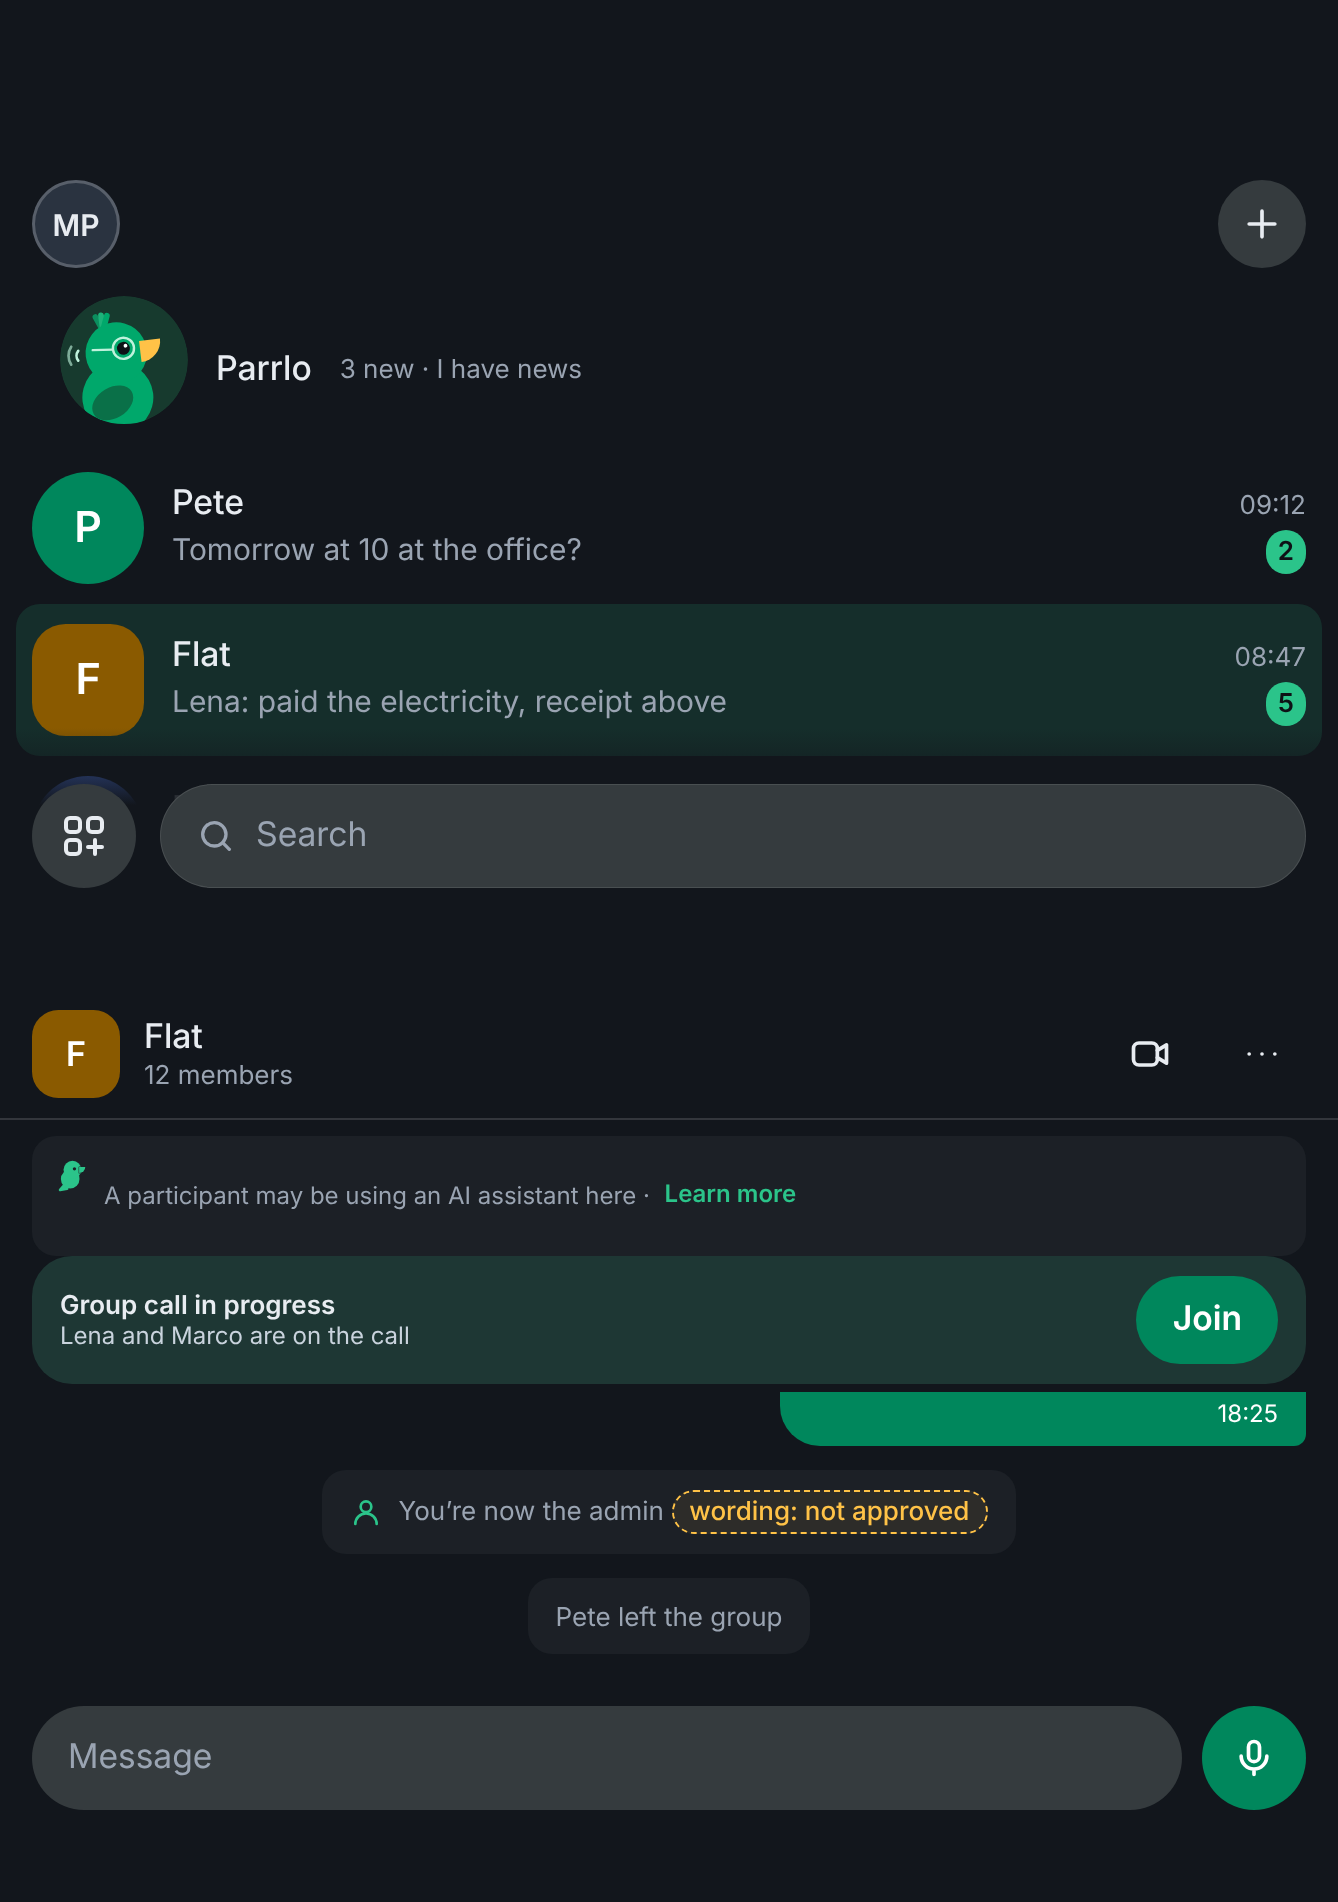 MP
Parrlo 3 new · I have news
P
Pete
09:12
Tomorrow at 10 at the office?
2
F
Flat
08:47
Lena: paid the electricity, receipt above
5
Search
F
Flat
12 members
A participant may be using an AI assistant here · Learn more
Group call in progress
Lena and Marco are on the call
Join
18:25
You’re now the admin wording: not approved
Pete left the group
Message